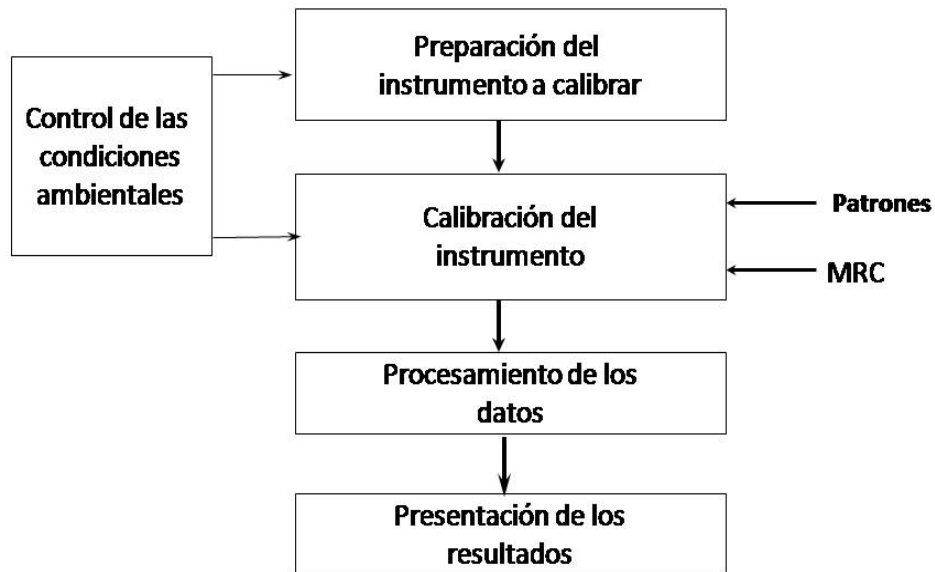 Preparación del
instrumento a calibrar
Control de las
condiciones
ambientales
Calibración del
instrumento
Patrones
MRC
Procesamiento de los
datos
Presentación de los
resultados